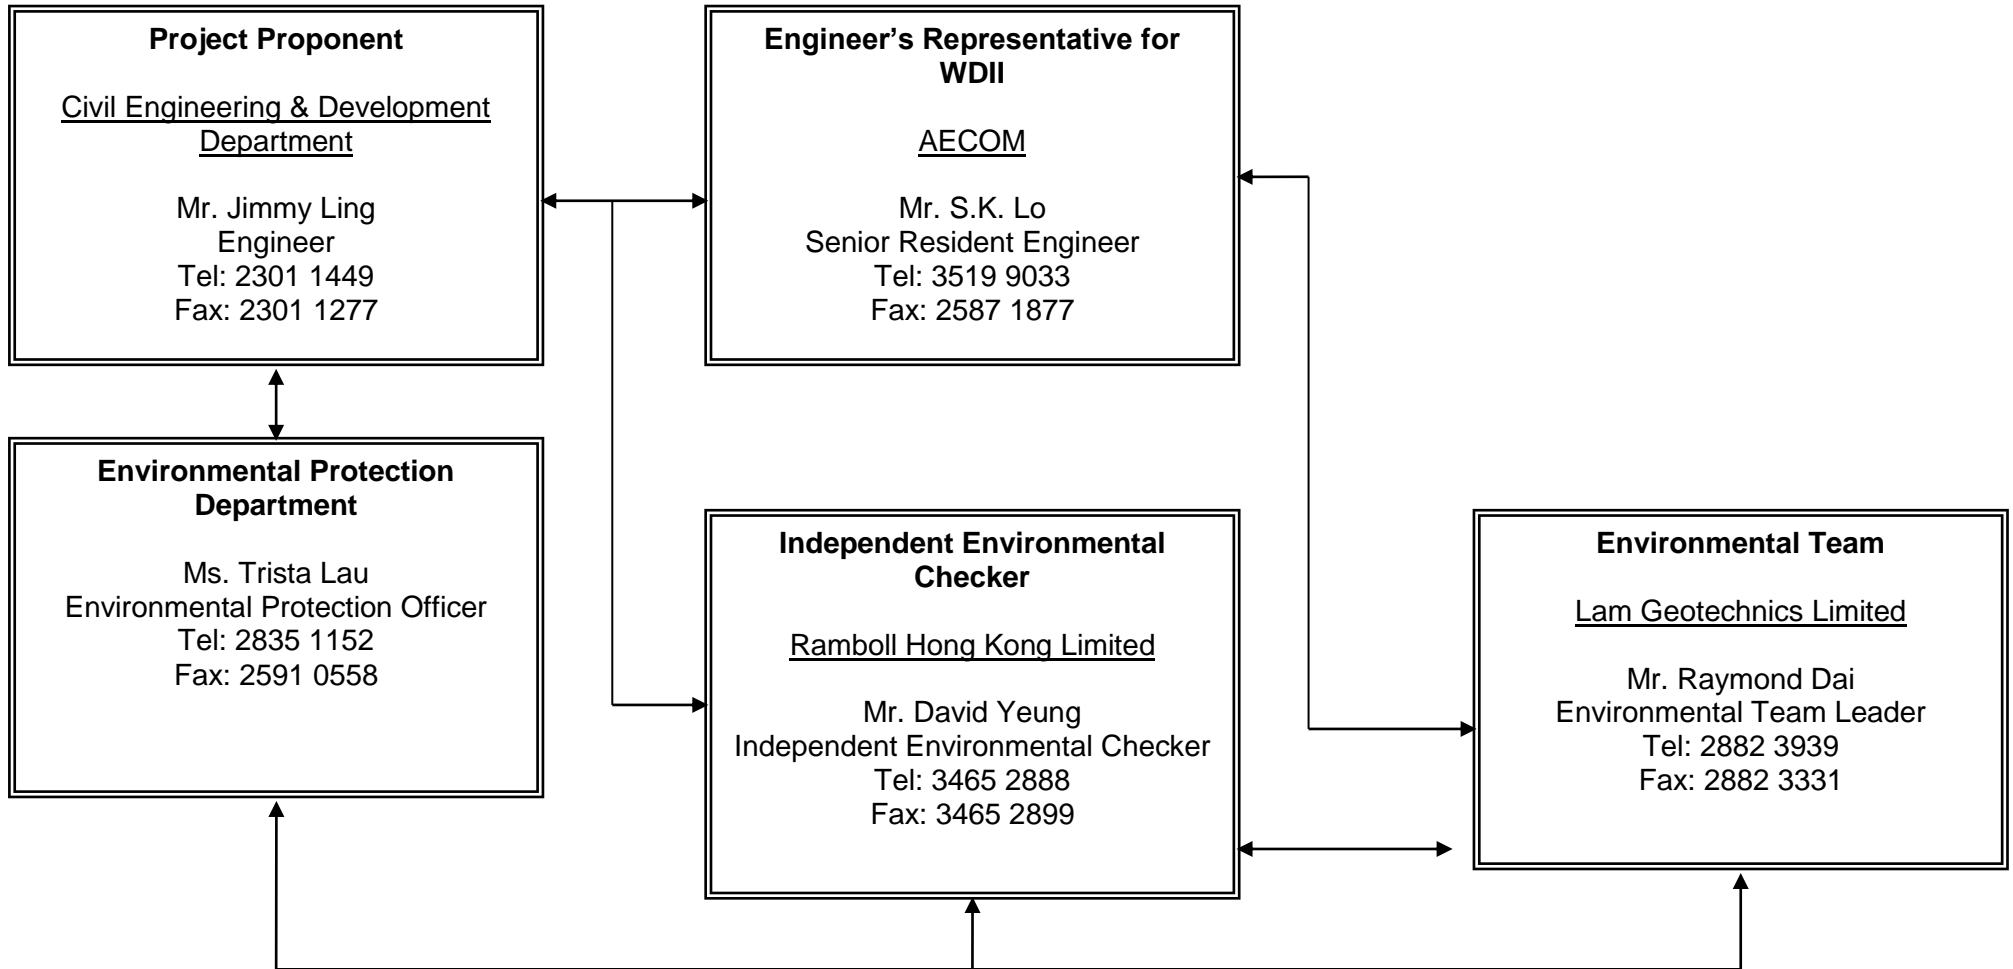 Project Proponent
Civil Engineering & Development
Department
Mr. Jimmy Ling
Engineer
Tel: 2301 1449
Fax: 2301 1277
Engineer’s Representative for
WDII
AECOM
Mr. S.K. Lo
Senior Resident Engineer
Tel: 3519 9033
Fax: 2587 1877
Environmental Protection
Department
Ms. Trista Lau
Environmental Protection Officer
Tel: 2835 1152
Fax: 2591 0558
Independent Environmental
Checker
Ramboll Hong Kong Limited
Mr. David Yeung
Independent Environmental Checker
Tel: 3465 2888
Fax: 3465 2899
Environmental Team
Lam Geotechnics Limited
Mr. Raymond Dai
Environmental Team Leader
Tel: 2882 3939
Fax: 2882 3331